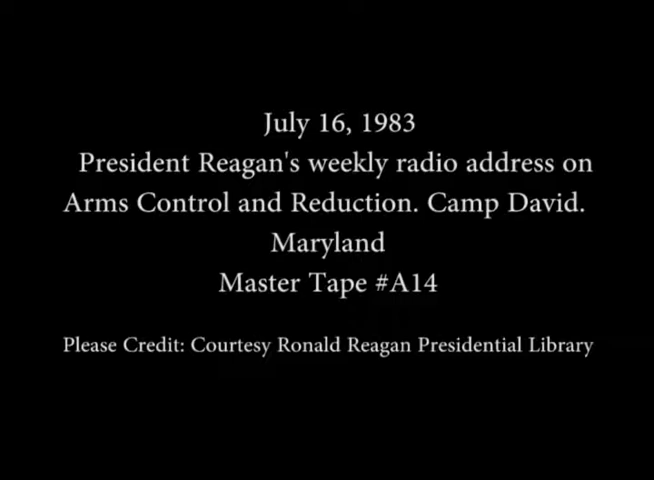 July 16, 1983
President Reagan's weekly radio address on
Arms Control and Reduction. Camp David.
Maryland
Master Tape #A14
Please Credit: Courtesy Ronald Reagan Presidential Library